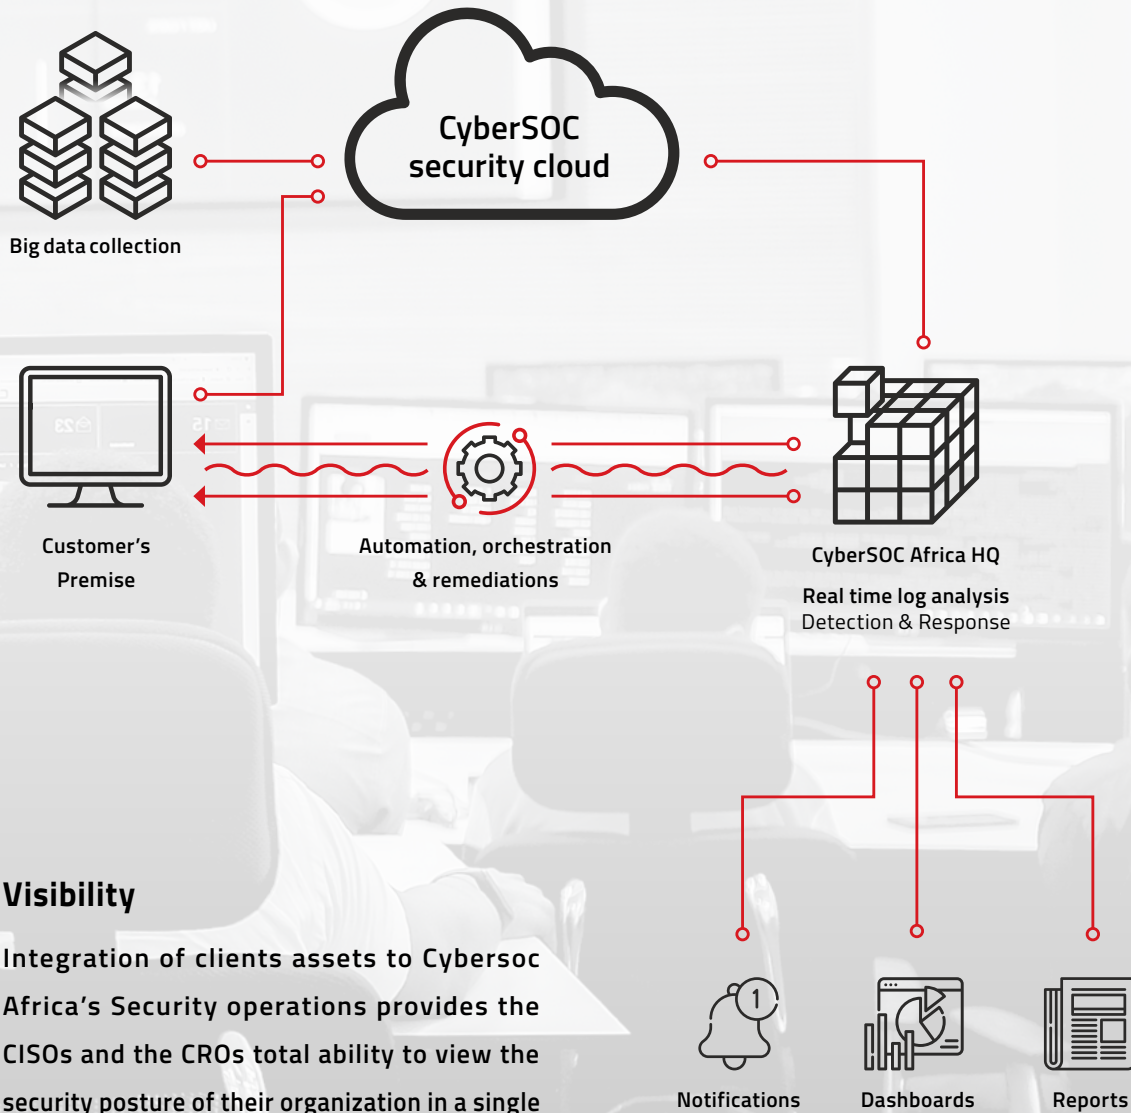 CyberSOC
security cloud
Big data collection
Customer's
Premise
Automation, orchestration
& remediations
CyberSOC Africa HQ
Real time log analysis
Detection & Response
Visibility
Integration of clients assets to Cybersoc
Africa's Security operations provides the
CISOs and the CROs total ability to view the
security posture of their organization in a single
1
Notifications
Dashboards
Reports